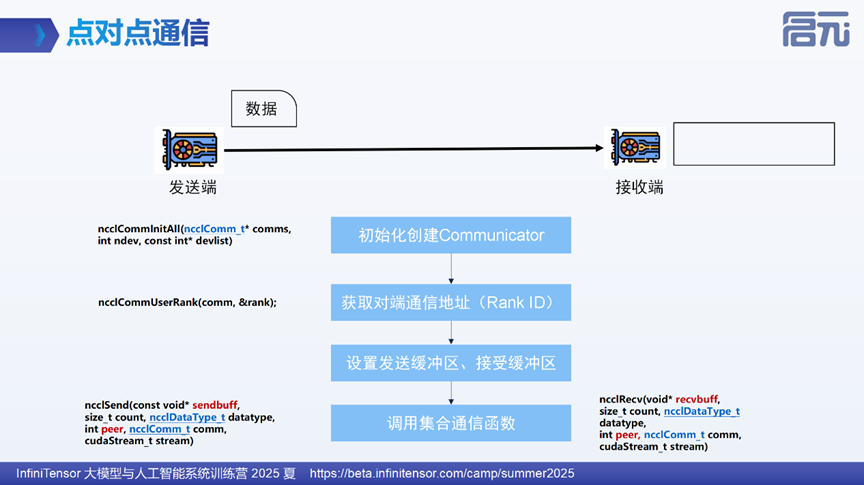 点对点通信
启元
数据
发送端
接收端
ncclCommInitAll(ncclComm_t* comms,
int ndev, const int* devlist)
初始化创建Communicator
ncclCommUserRank(comm, &rank);
获取对端通信地址（Rank ID）
设置发送缓冲区、接受缓冲区
ncclSend(const void* sendbuff,
size_t count, ncclDataType_t datatype,
int peer, ncclComm_t comm,
cudaStream_t stream)
调用集合通信函数
ncclRecv(void* recvbuff,
size_t count, ncclDataType_t
datatype,
int peer, ncclComm_t comm,
cudaStream_t stream)
InfiniTensor 大模型与人工智能系统训练营 2025 夏 https://beta.infinitensor.com/camp/summer2025